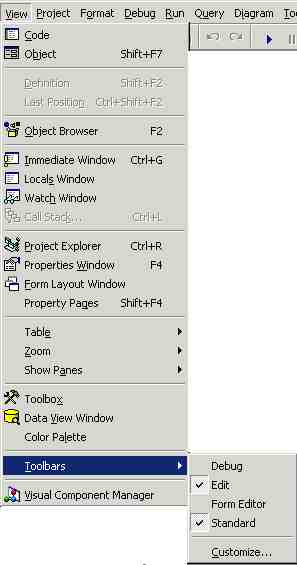 View Project Format Debug Run Query Diagram
Code
Object Shift+F7
Definition Shift+F2
Last Position Ctrl+Shift+F2
Object Browser F2
Immediate Window Ctrl+G
Locals Window
Watch Window
Call Stack... Ctrl+L
Project Explorer Ctrl+R
Properties Window F4
Form Layout Window
Property Pages Shift+F4
Table
Zoom
Show Panes
Toolbox
Data View Window
Color Palette
Toolbars
Debug
Edit
Form Editor
Standard
Customize...
Visual Component Manager